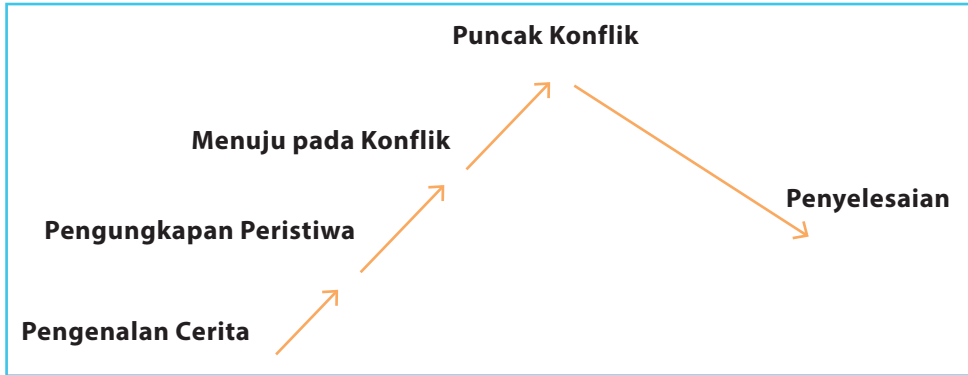 Puncak Konflik
Menuju pada Konflik
Penyelesaian
Pengungkapan Peristiwa
Pengenalan Cerita